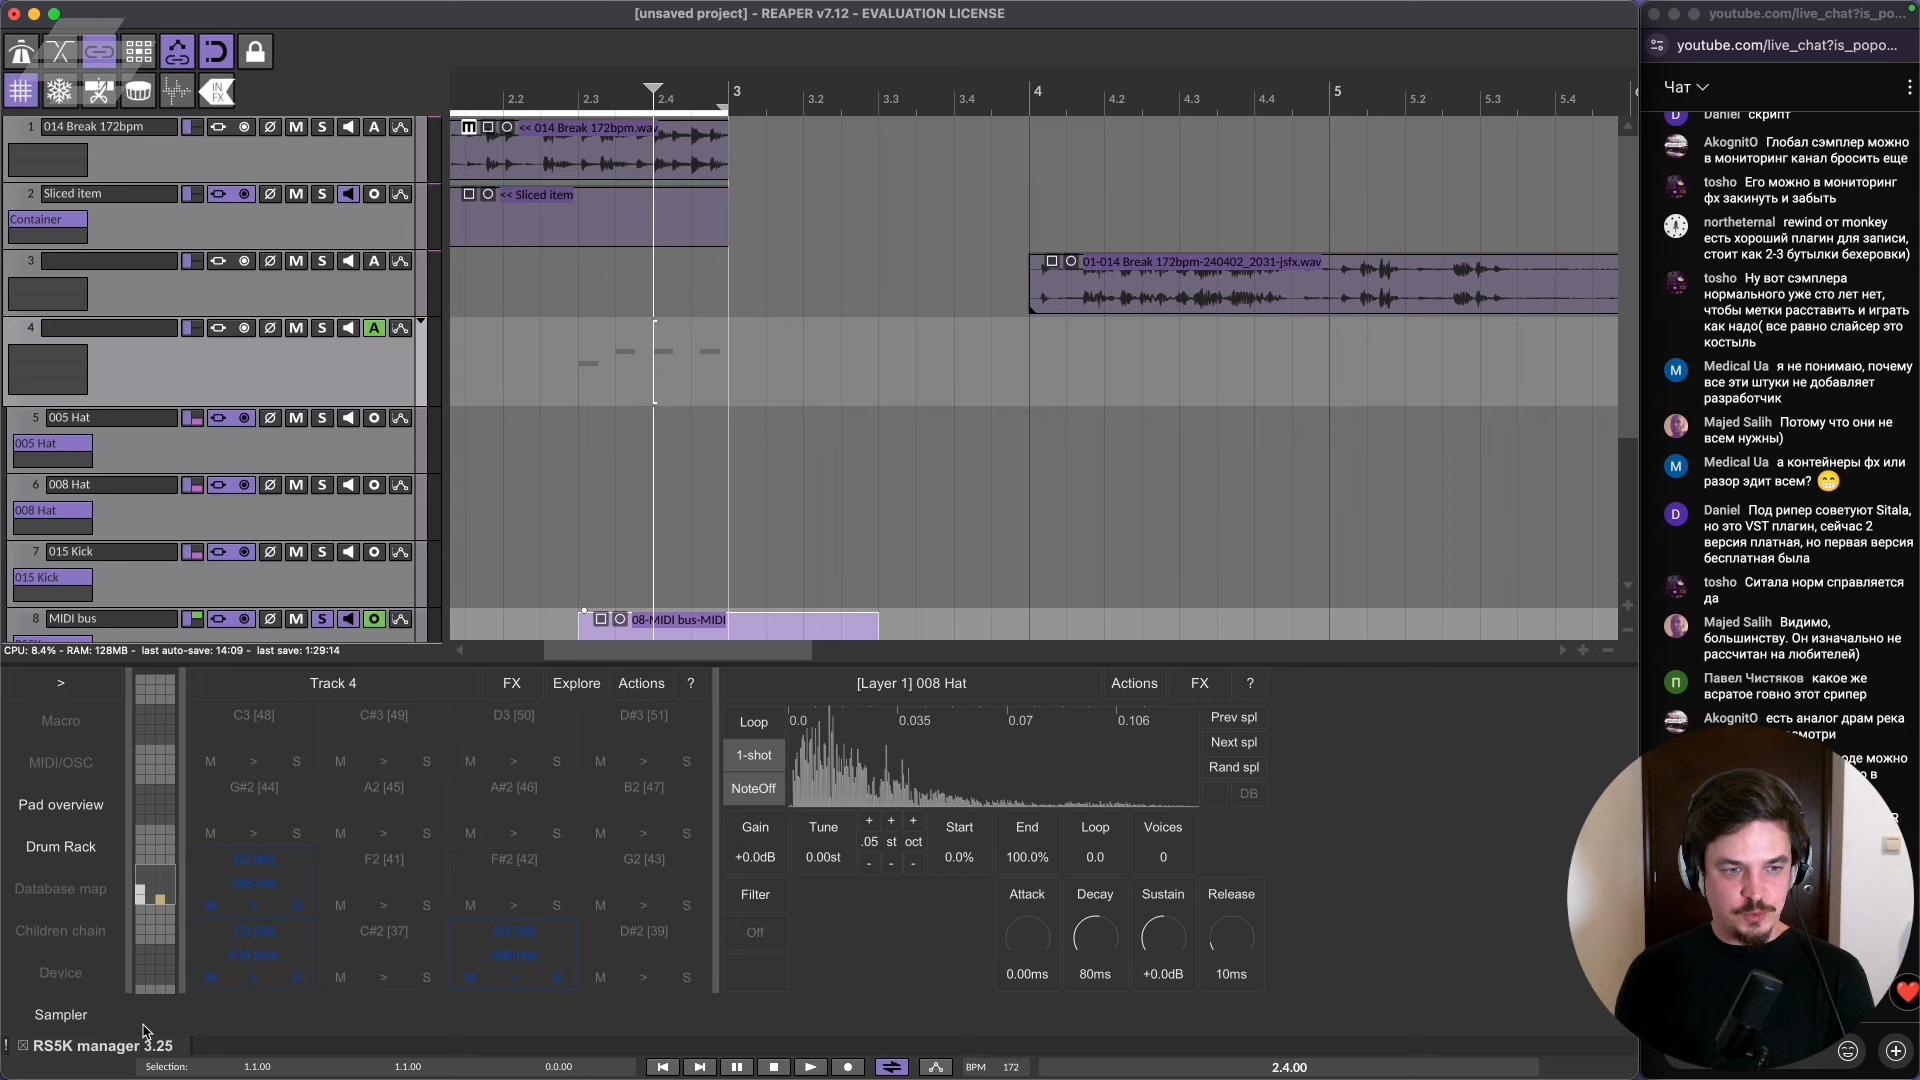 [unsaved project] - REAPER v7.12 - EVALUATION LICENSE
IN
FX
2.2 2.3 2.4 3 3.2 3.3 3.4 4 4.2 4.3 4.4 5 5.2 5.3 5.4
1 014 Break 172bpm M S A
m << 014 Break 172bpm.wav
2 Sliced item M S
<< Sliced item
Container
3 M S A
01-014 Break 172bpm-240402_2031-jsfx.wav
4 M S A
5 005 Hat M S
005 Hat
6 008 Hat M S
008 Hat
7 015 Kick M S
015 Kick
8 MIDI bus M S
08-MIDI bus-MIDI
CPU: 8.4% - RAM: 128MB - last auto-save: 14:09 - last save: 1:29:14
>
Macro
MIDI/OSC
Pad overview
Drum Rack
Database map
Children chain
Device
Sampler
Track 4 FX Explore Actions ?
C3 [48] C#3 [49] D3 [50] D#3 [51]
M > S M > S M > S M > S
G#2 [44] A2 [45] A#2 [46] B2 [47]
M > S M > S M > S M > S
E2 [40] F2 [41] F#2 [42] G2 [43]
005 Hat
M > S M > S M > S M > S
C2 [36] C#2 [37] D2 [38] D#2 [39]
015 Kick 008 Hat
M > S M > S M > S M > S
[Layer 1] 008 Hat Actions FX ?
Loop 0.0 0.035 0.07 0.106 Prev spl
1-shot Next spl
NoteOff Rand spl
DB
Gain Tune + + + Start End Loop Voices
+0.0dB 0.00st .05 st oct 0.0% 100.0% 0.0 0
- - -
Filter Attack Decay Sustain Release
Off
0.00ms 80ms +0.0dB 10ms
! RS5K manager 3.25
Selection: 1.1.00 1.1.00 0.0.00 BPM 172 2.4.00
youtube.com/live_chat?is_po...
youtube.com/live_chat?is_popo...
Чат
Daniel скрипт
AkognitO Глобал сэмплер можно
в мониторинг канал бросить еще
tosho Его можно в мониторинг
фх закинуть и забыть
northeternal rewind от monkey
есть хороший плагин для записи,
стоит как 2-3 бутылки бехеровки)
tosho Ну вот сэмплера
нормального уже сто лет нет,
чтобы метки расставить и играть
как надо( все равно слайсер это
костыль
Medical Ua я не понимаю, почему
все эти штуки не добавляет
разработчик
Majed Salih Потому что они не
всем нужны)
Medical Ua а контейнеры фх или
разор эдит всем? 😁
Daniel Под рипер советуют Sitala,
но это VST плагин, сейчас 2
версия платная, но первая версия
бесплатная была
tosho Ситала норм справляется
да
Majed Salih Видимо,
большинству. Он изначально не
рассчитан на любителей)
Павел Чистяков какое же
всратое говно этот срипер
AkognitO есть аналог драм река